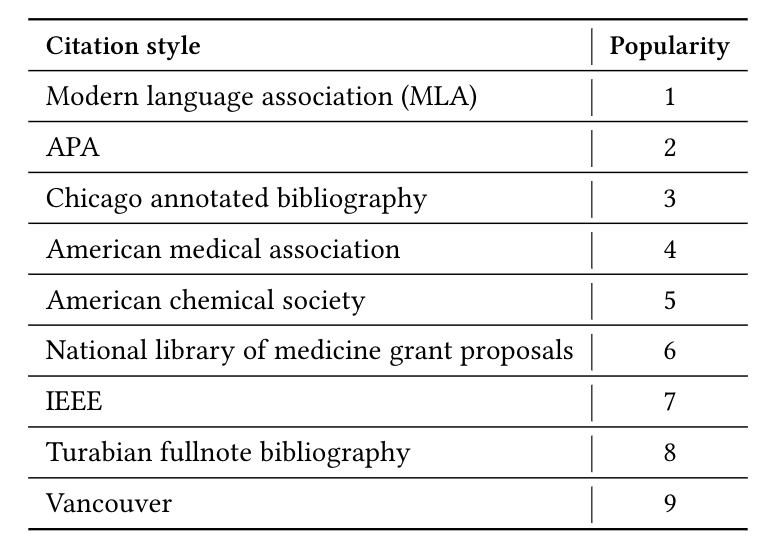 Citation style Popularity
Modern language association (MLA) 1
APA 2
Chicago annotated bibliography 3
American medical association 4
American chemical society 5
National library of medicine grant proposals 6
IEEE 7
Turabian fullnote bibliography 8
Vancouver 9